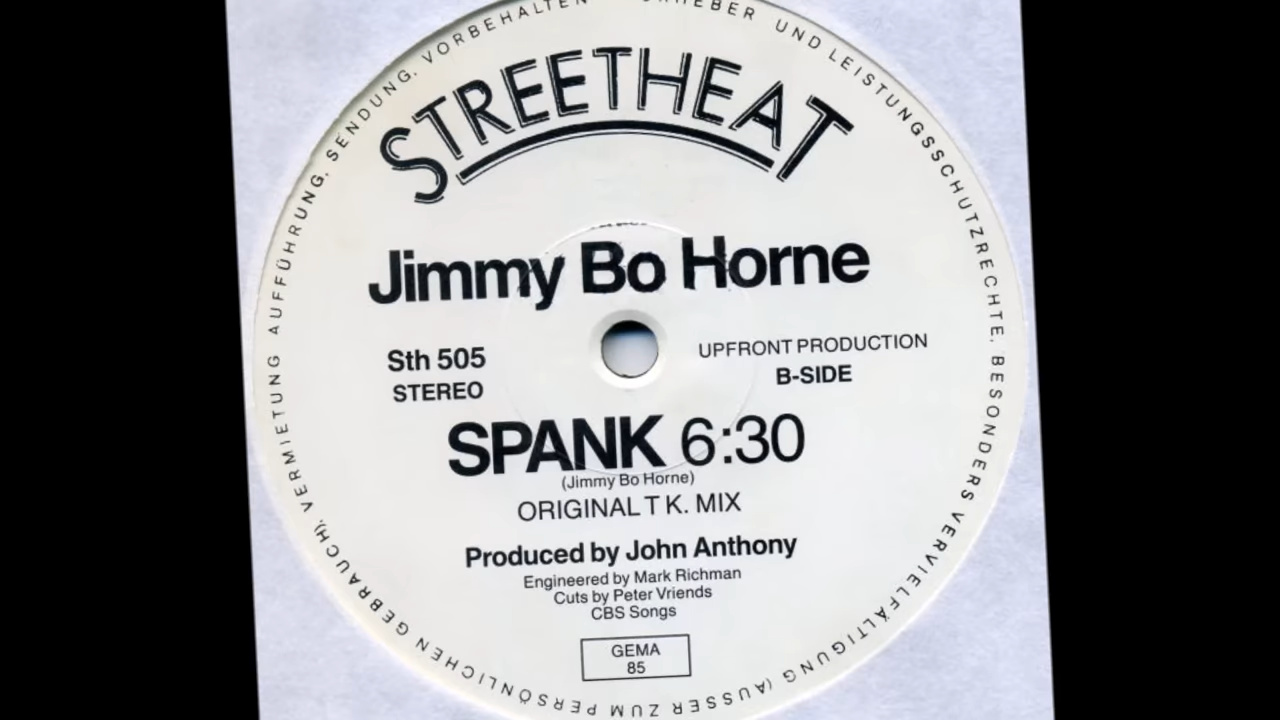 STREETHEAT
Jimmy Bo Horne
Sth 505
STEREO
UPFRONT PRODUCTION
B-SIDE
SPANK 6:30
(Jimmy Bo Horne)
ORIGINAL T K. MIX
Produced by John Anthony
Engineered by Mark Richman
Cuts by Peter Vriends
CBS Songs
GEMA
85
UND LEISTUNGSSCHUTZRECHTE, BESONDERS VERVIELFÄLTIGUNG (AUSSER ZUM PERSÖNLICHEN GEBRAUCH), VERMIETUNG AUFFÜHRUNG, SENDUNG, VORBEHALTEN